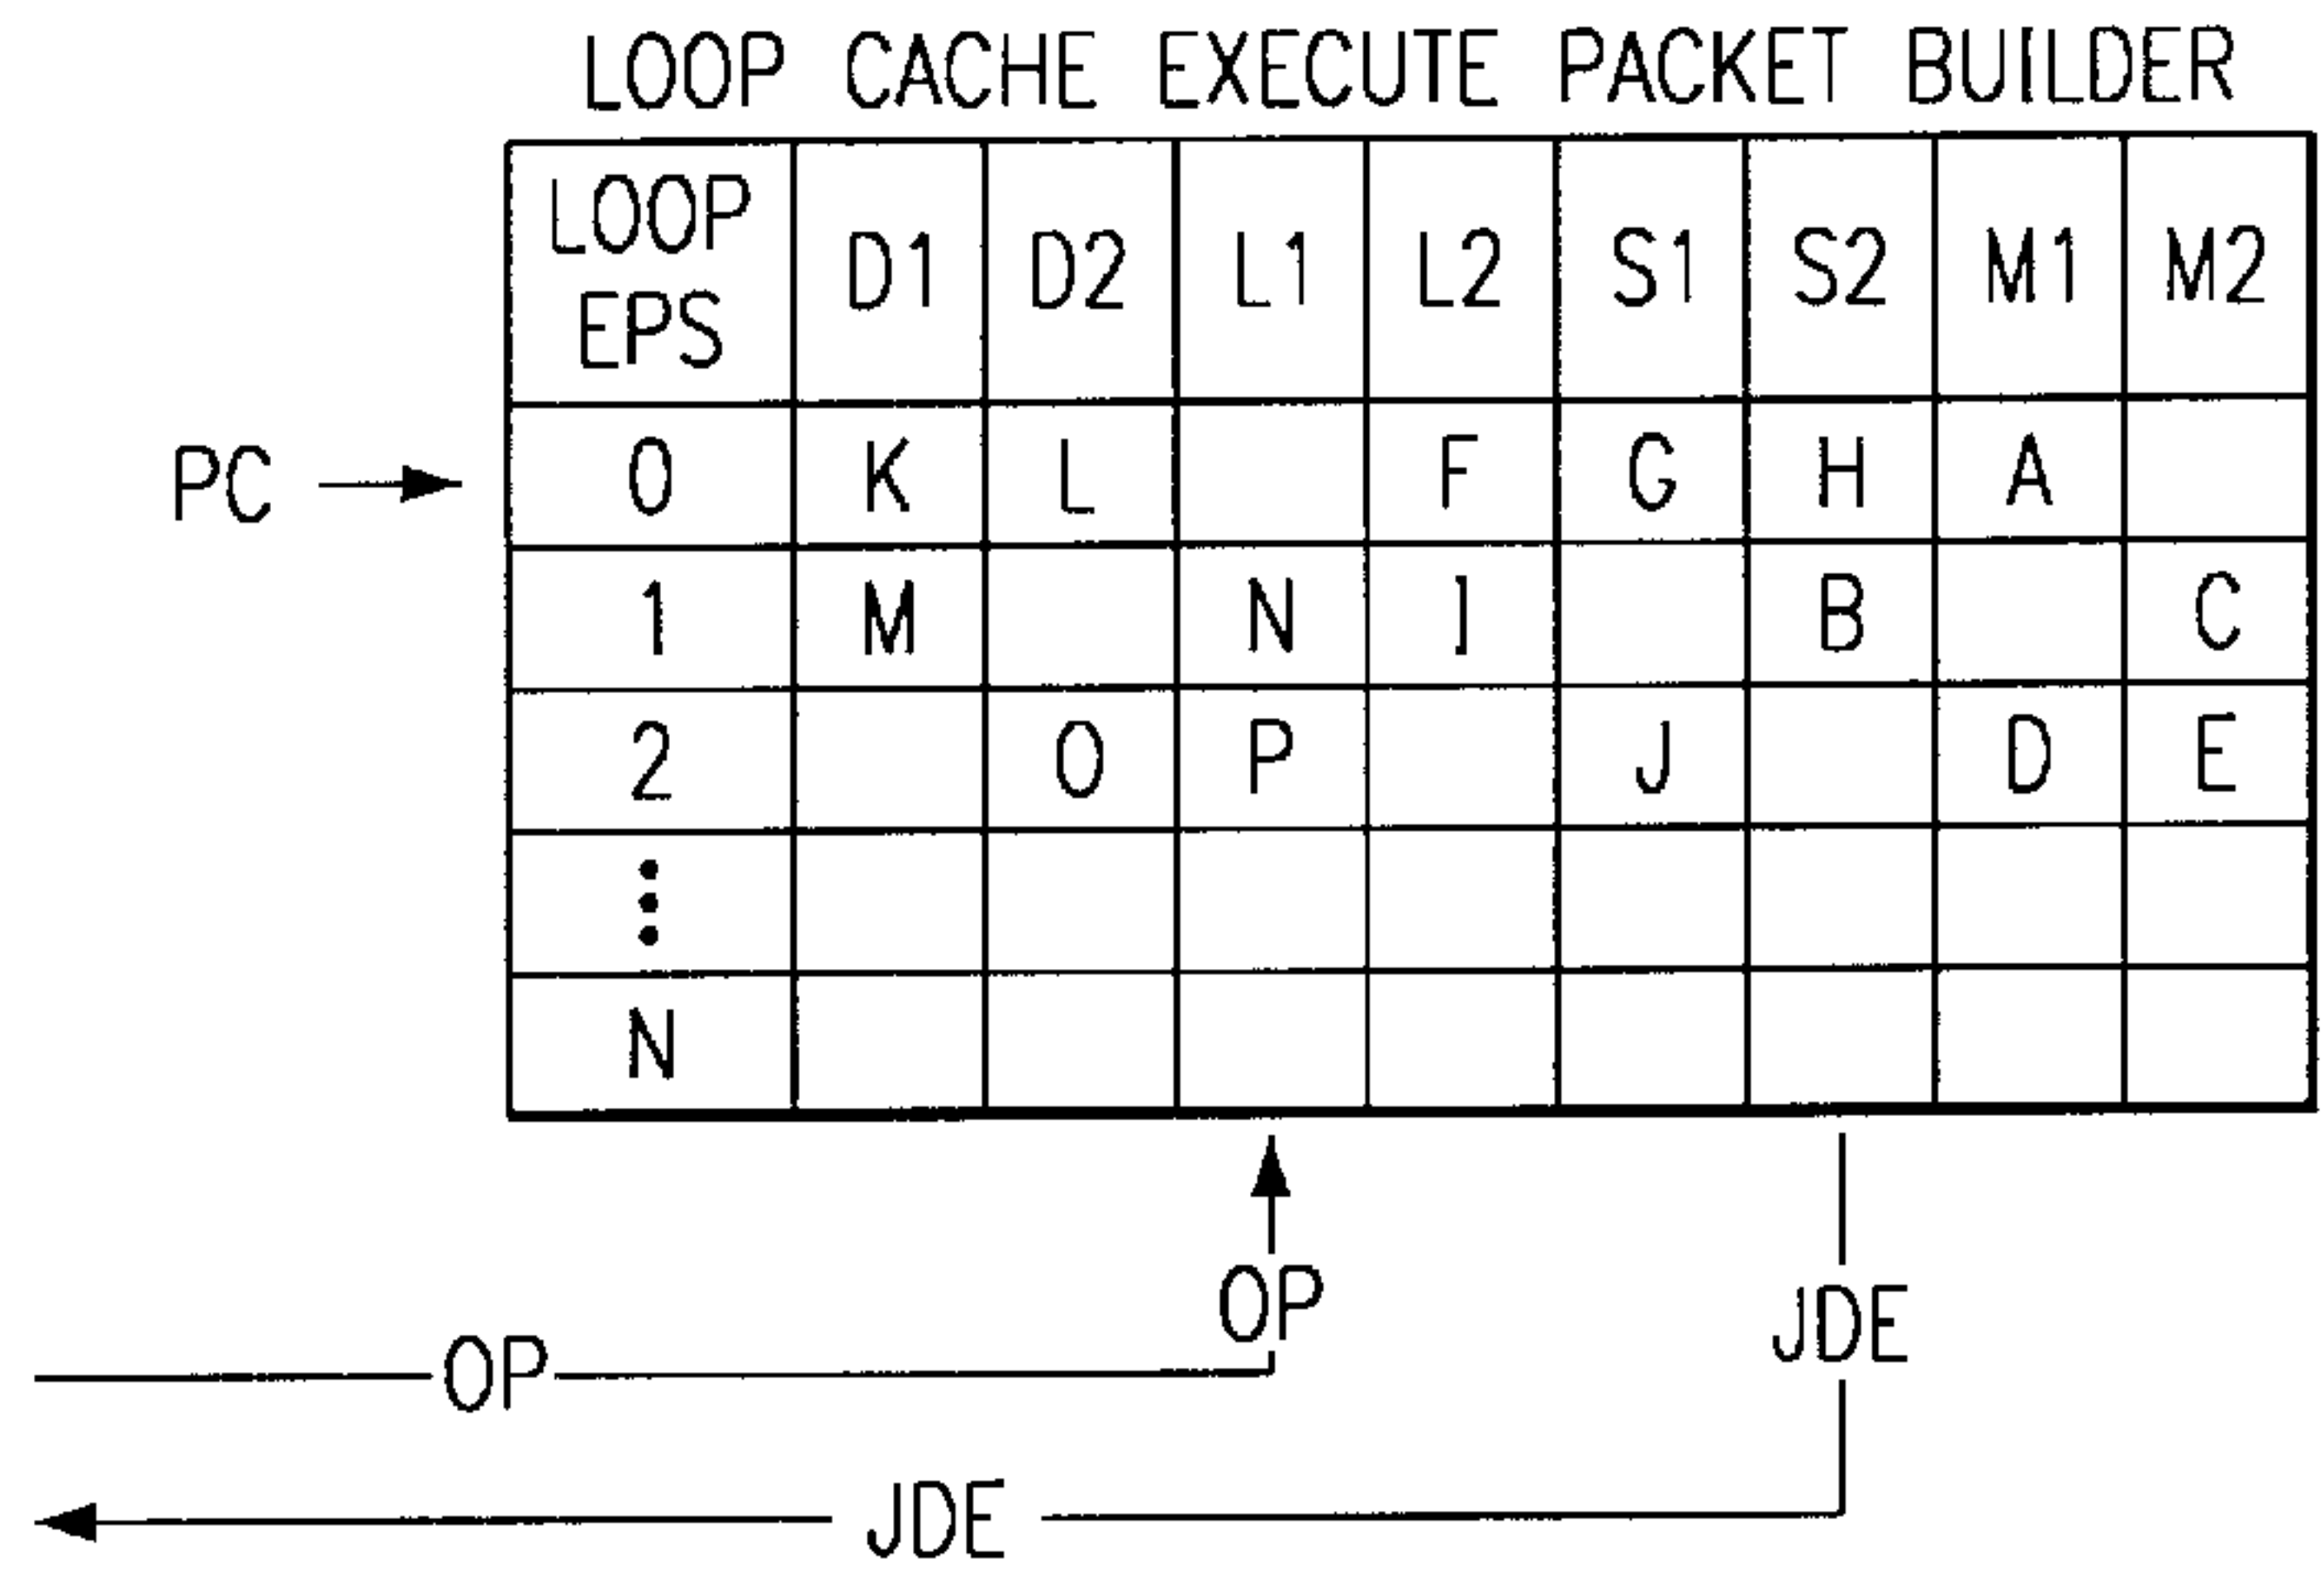 LOOP CACHE EXECUTE PACKET BUILDER
LOOP EPS D1 D2 L1 L2 S1 S2 M1 M2
PC 0 K L F G H A
1 M N I B C
2 O P J D E
N
OP JDE
OP
JDE